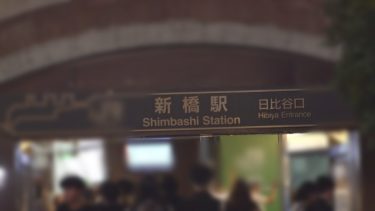 新橋駅 日比谷口
Shimbashi Station Hibiya Entrance